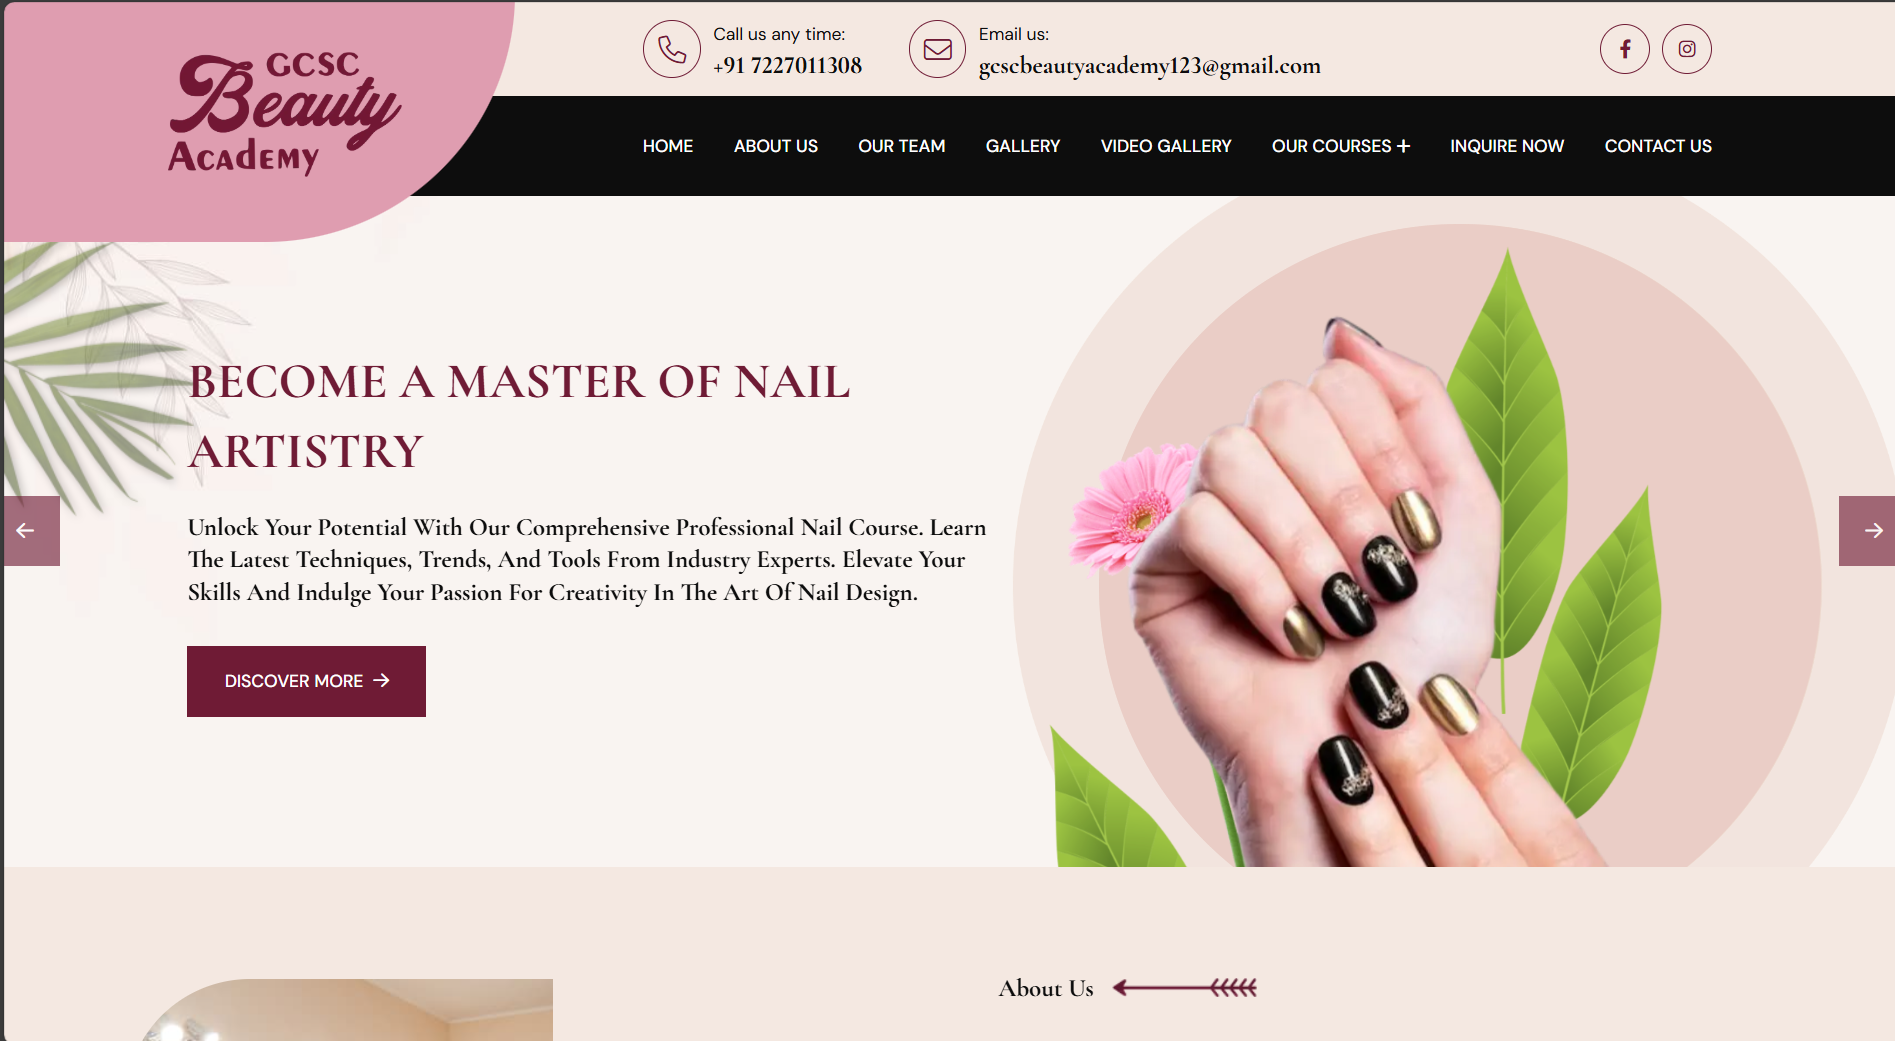 GCSC
Beauty
ACADEMY
Call us any time:
+91 7227011308
Email us:
gcscbeautyacademy123@gmail.com
HOME ABOUT US OUR TEAM GALLERY VIDEO GALLERY OUR COURSES + INQUIRE NOW CONTACT US
BECOME A MASTER OF NAIL
ARTISTRY
Unlock Your Potential With Our Comprehensive Professional Nail Course. Learn
The Latest Techniques, Trends, And Tools From Industry Experts. Elevate Your
Skills And Indulge Your Passion For Creativity In The Art Of Nail Design.
DISCOVER MORE →
About Us